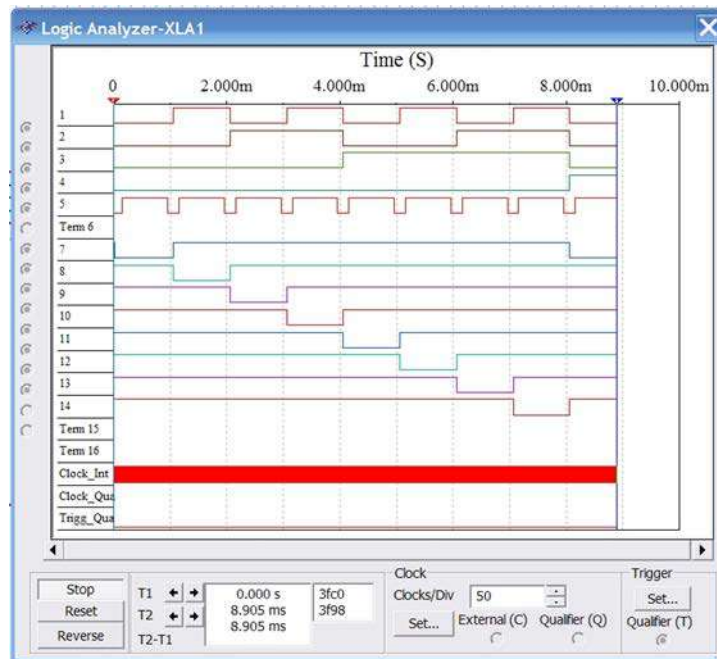 Logic Analyzer-XLA1
Time (S)
0 2.000m 4.000m 6.000m 8.000m 10.000m
1
2
3
4
5
Term 6
7
8
9
10
11
12
13
14
Term 15
Term 16
Clock_Int
Clock_Qua
Trigg_Qua
Stop
Reset
Reverse
T1
T2
T2-T1
0.000 s
8.905 ms
8.905 ms
3fc0
3f98
Clock
Clocks/Div 50
Set... External (C) Qualifier (Q)
Trigger
Set...
Qualifier (T)